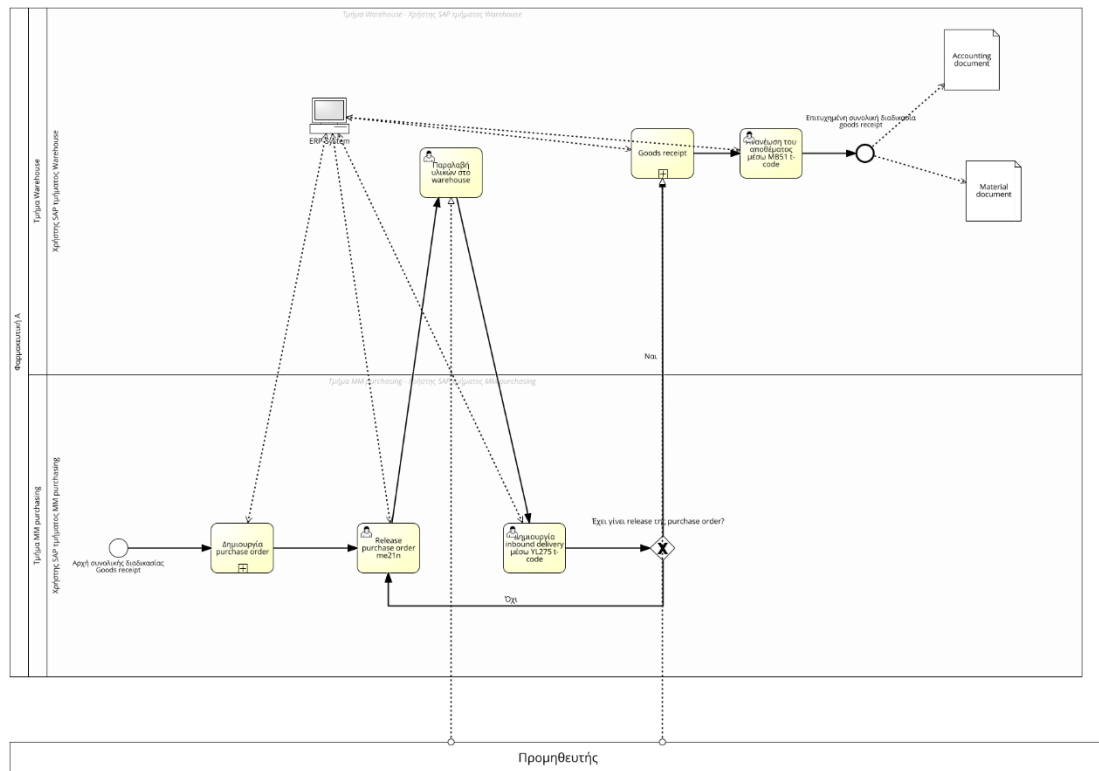 Τμήμα Warehouse - Χρήστης SAP τμήματος Warehouse
Accounting
document
Επιτυχημένη συνολική διαδικασία
goods receipt
ERP System
Παραλαβή
υλικών στο
warehouse
Goods receipt
Ανανέωση του
αποθέματος
μέσω MB51 t-
code
Material
document
Τμήμα Warehouse
Χρήστης SAP τμήματος Warehouse
Φαρμακευτική Α
Ναι
Τμήμα MM purchasing - Χρήστης SAP τμήματος MM purchasing
Τμήμα MM purchasing
Χρήστης SAP τμήματος MM purchasing
Έχει γίνει release της purchase order?
Αρχή συνολικής διαδικασίας
Goods receipt
Δημιουργία
purchase order
Release
purchase order
me21n
Δημιουργία
inbound delivery
μέσω YL275 t-
code
Όχι
Προμηθευτής